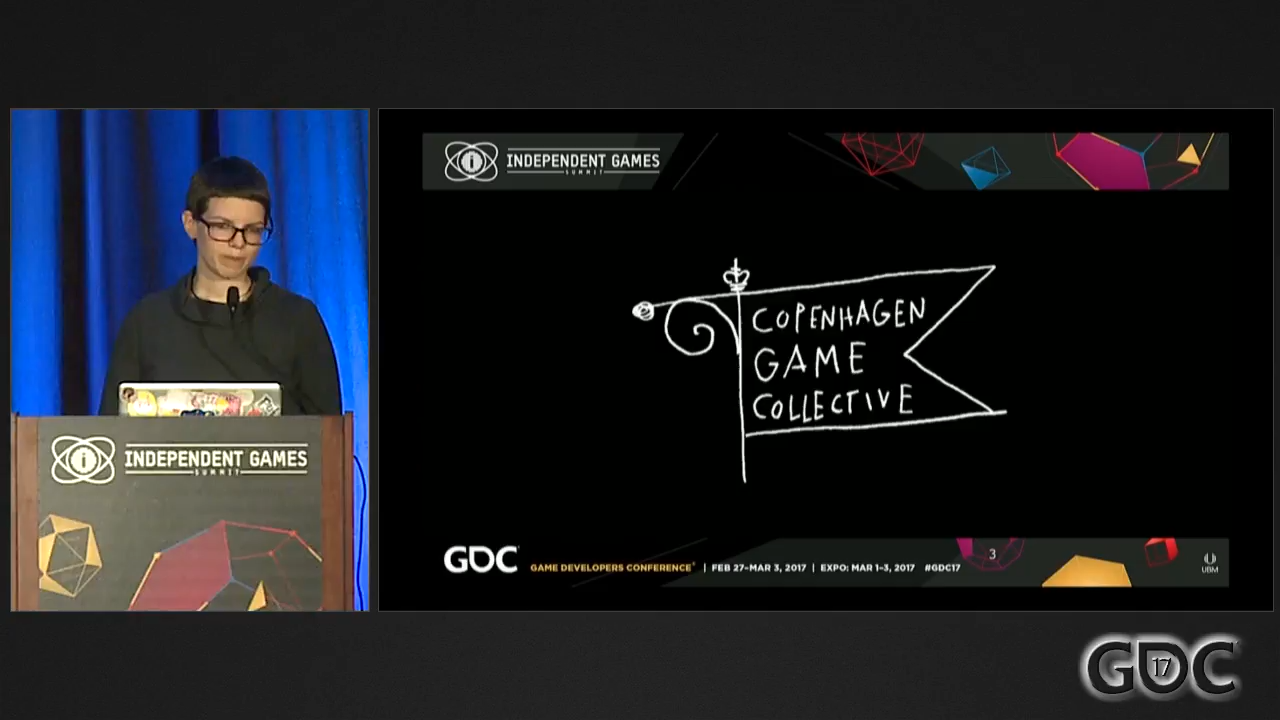 INDEPENDENT GAMES
SUMMIT
COPENHAGEN
GAME
COLLECTIVE
INDEPENDENT GAMES
SUMMIT
GDC GAME DEVELOPERS CONFERENCE® | FEB 27–MAR 3, 2017 | EXPO: MAR 1–3, 2017 #GDC17
3
UBM
GDC
17